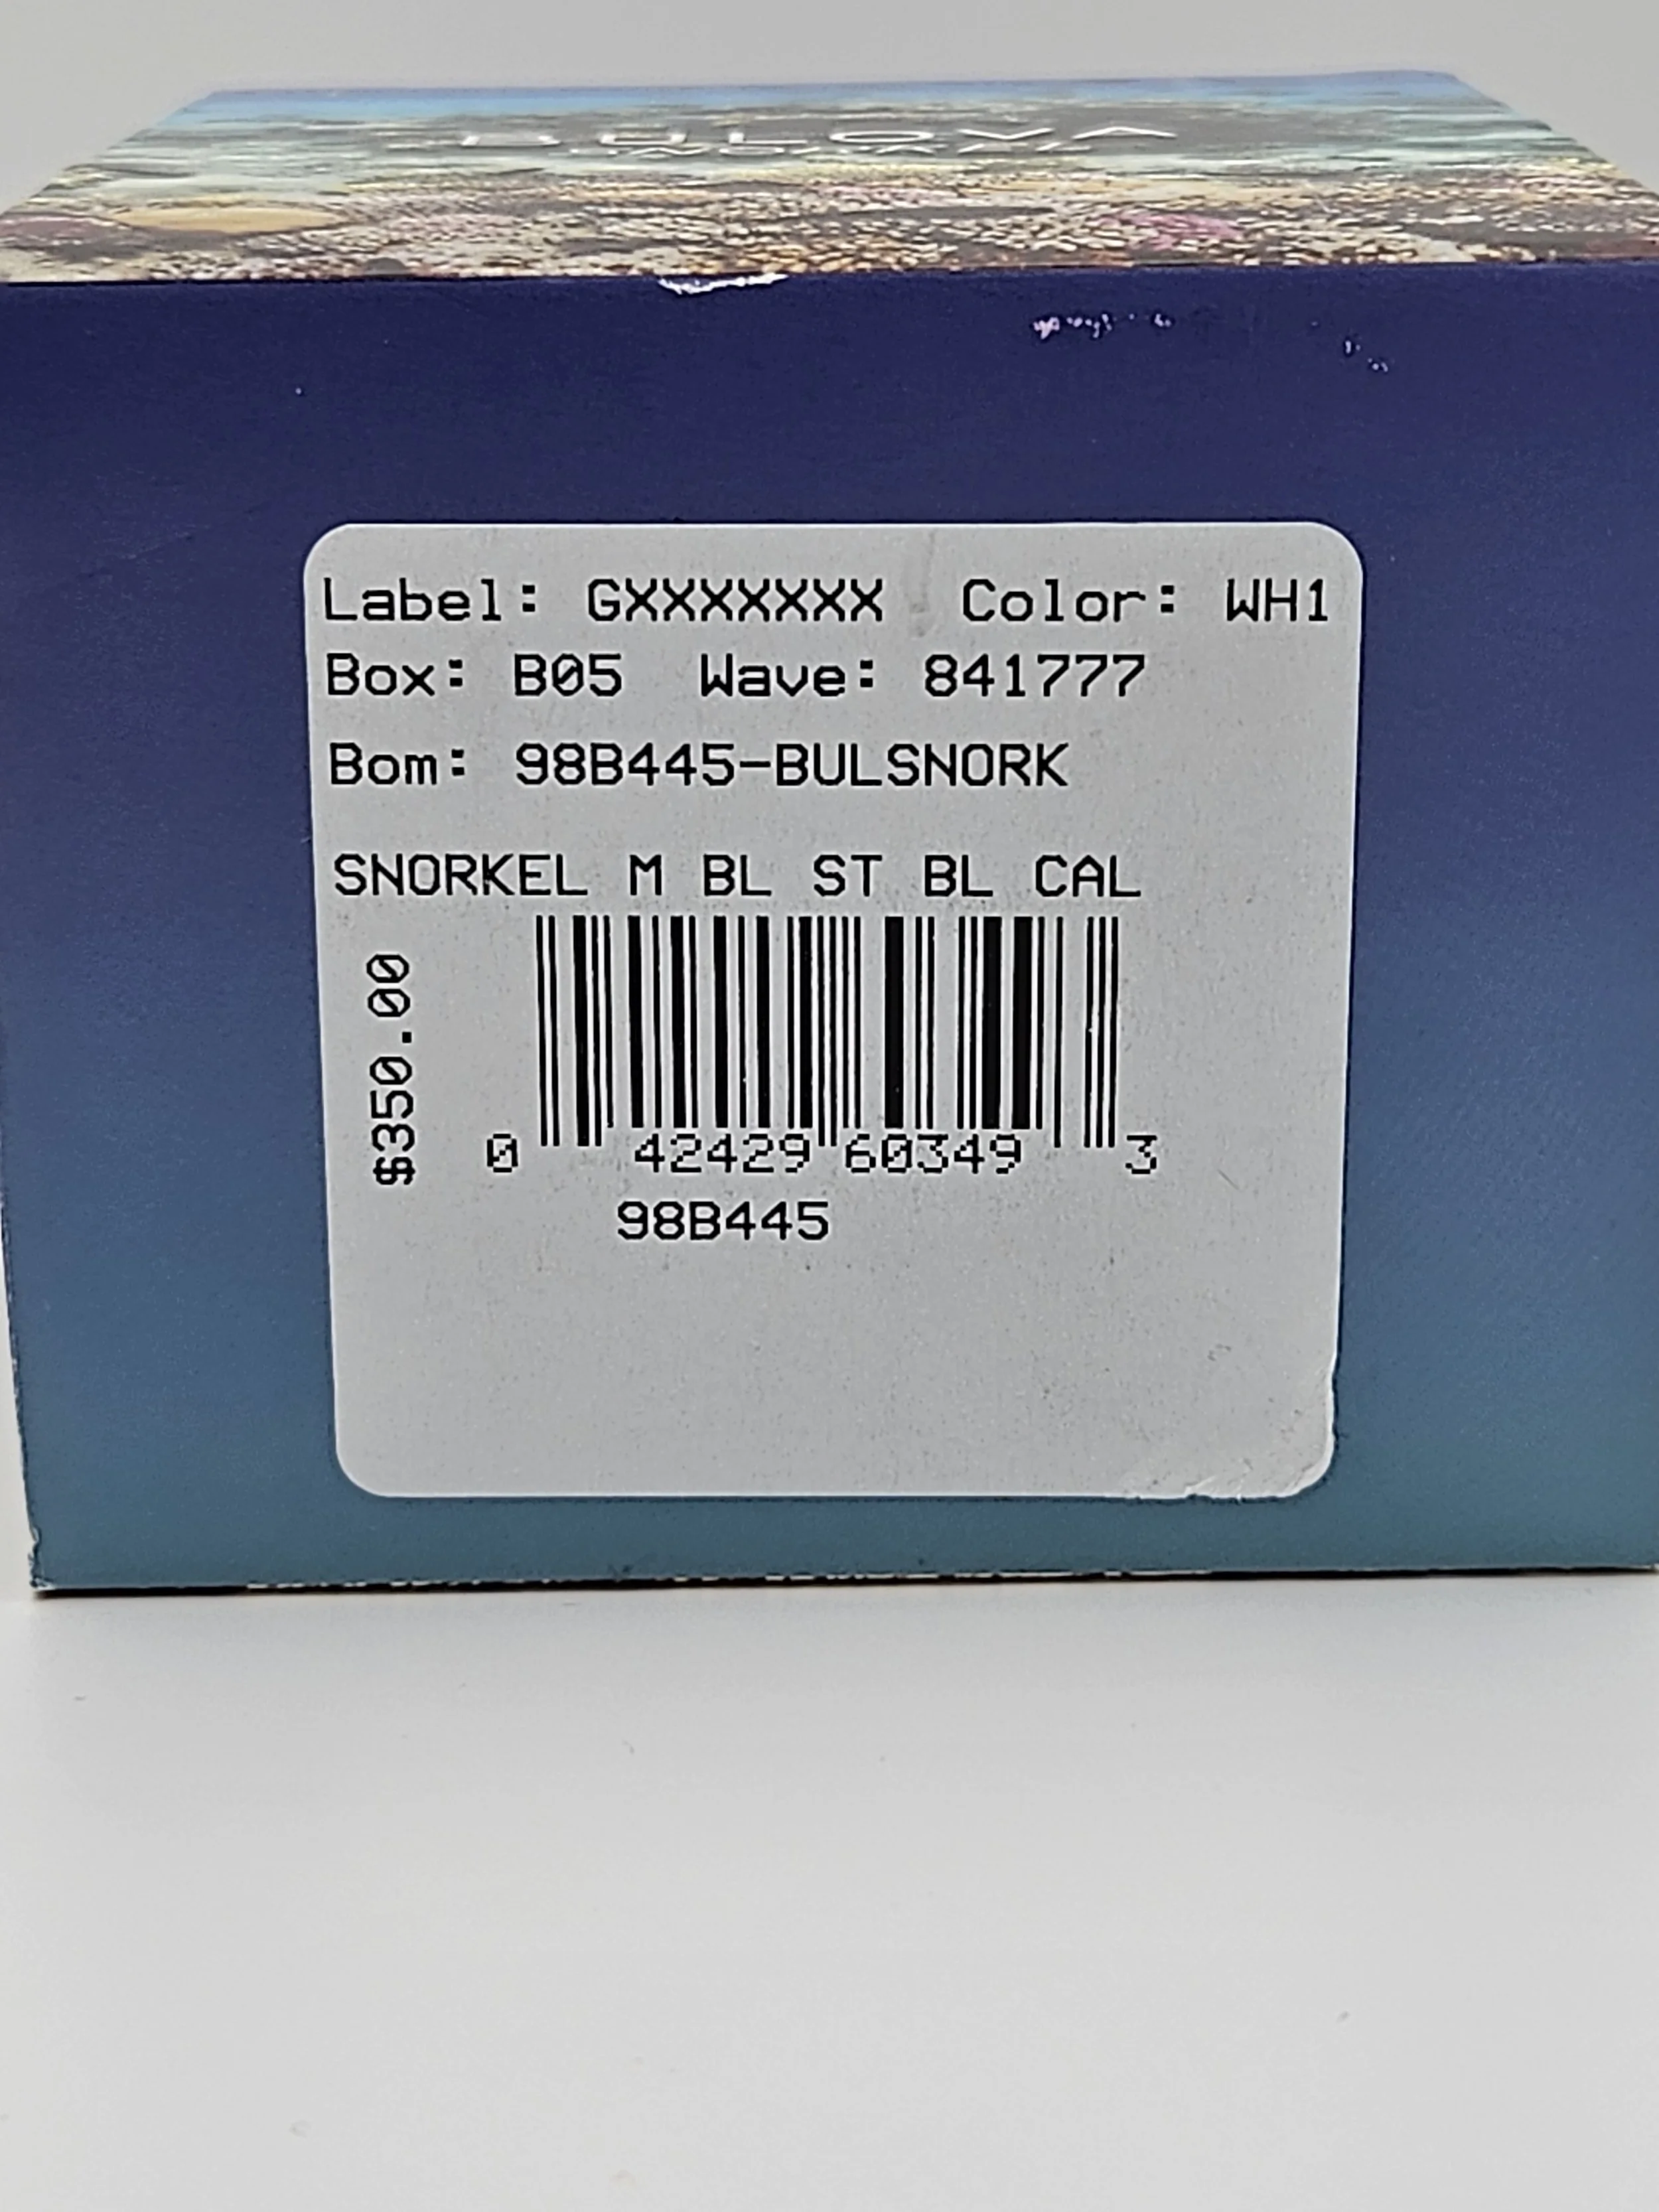 BULOVA
Label: GXXXXXXX Color: WH1
Box: B05 Wave: 841777
Bom: 98B445-BULSNORK
SNORKEL M BL ST BL CAL
$350.00
0 42429 60349 3
98B445